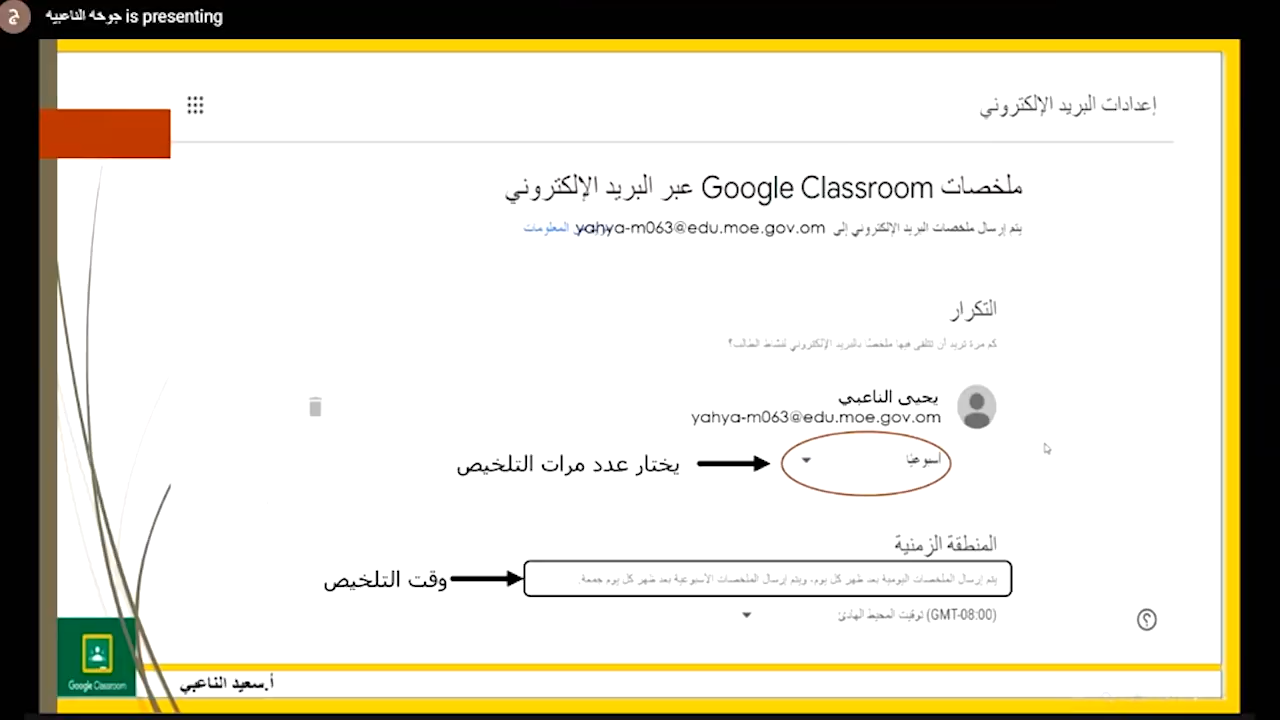 جوخه الناعبيه is presenting
إعدادات البريد الإلكتروني
ملخصات Google Classroom عبر البريد الإلكتروني
يتم إرسال ملخصات البريد الإلكتروني إلى yahya-m063@edu.moe.gov.om المعلومات
التكرار
كم مرة تريد أن تتلقى فيها ملخصًا بالبريد الإلكتروني لنشاط الطالب؟
يحيى الناعبي
yahya-m063@edu.moe.gov.om
أسبوعيًا
يختار عدد مرات التلخيص
المنطقة الزمنية
يتم إرسال الملخصات اليومية بعد ظهر كل يوم، ويتم إرسال الملخصات الأسبوعية بعد ظهر كل يوم جمعة.
وقت التلخيص
(GMT-08:00) توقيت المحيط الهادئ
Google Classroom
أ.سعيد الناعبي